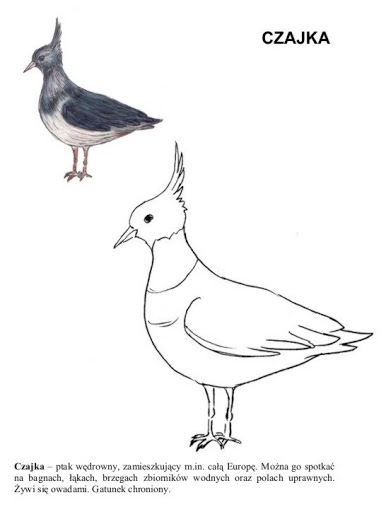 CZAJKA
Czajka – ptak wędrowny, zamieszkujący m.in. całą Europę. Można go spotkać
na bagnach, łąkach, brzegach zbiorników wodnych oraz polach uprawnych.
Żywi się owadami. Gatunek chroniony.